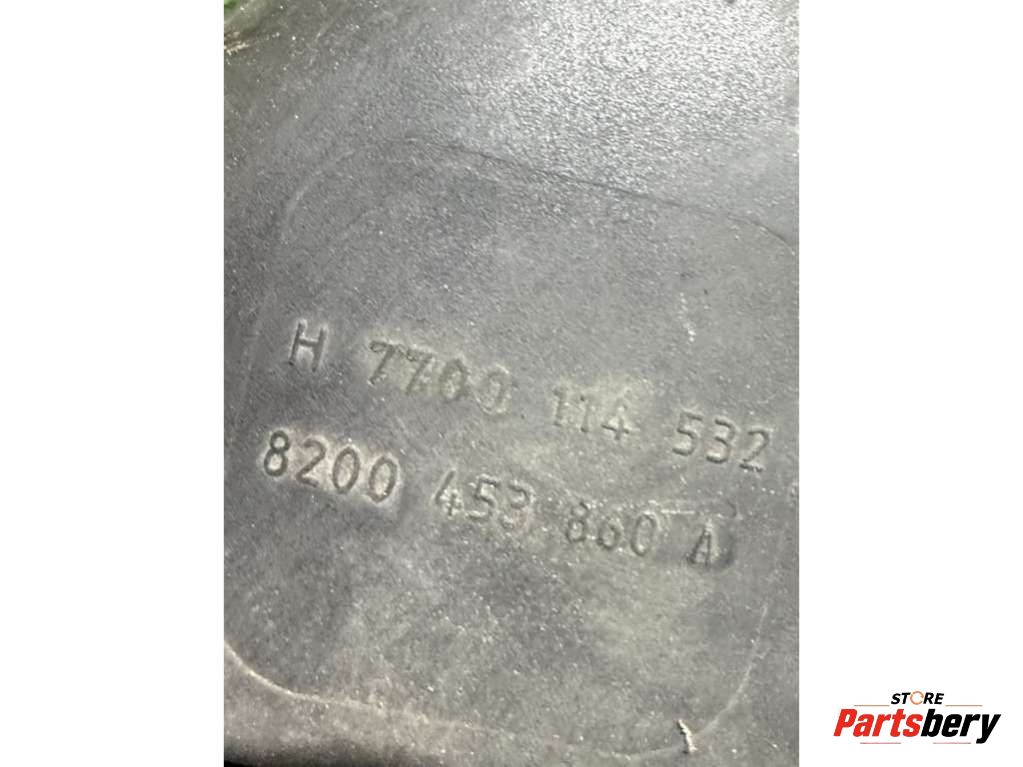 H 7700 114 532
8200 453 860 A
STORE
Partsbery